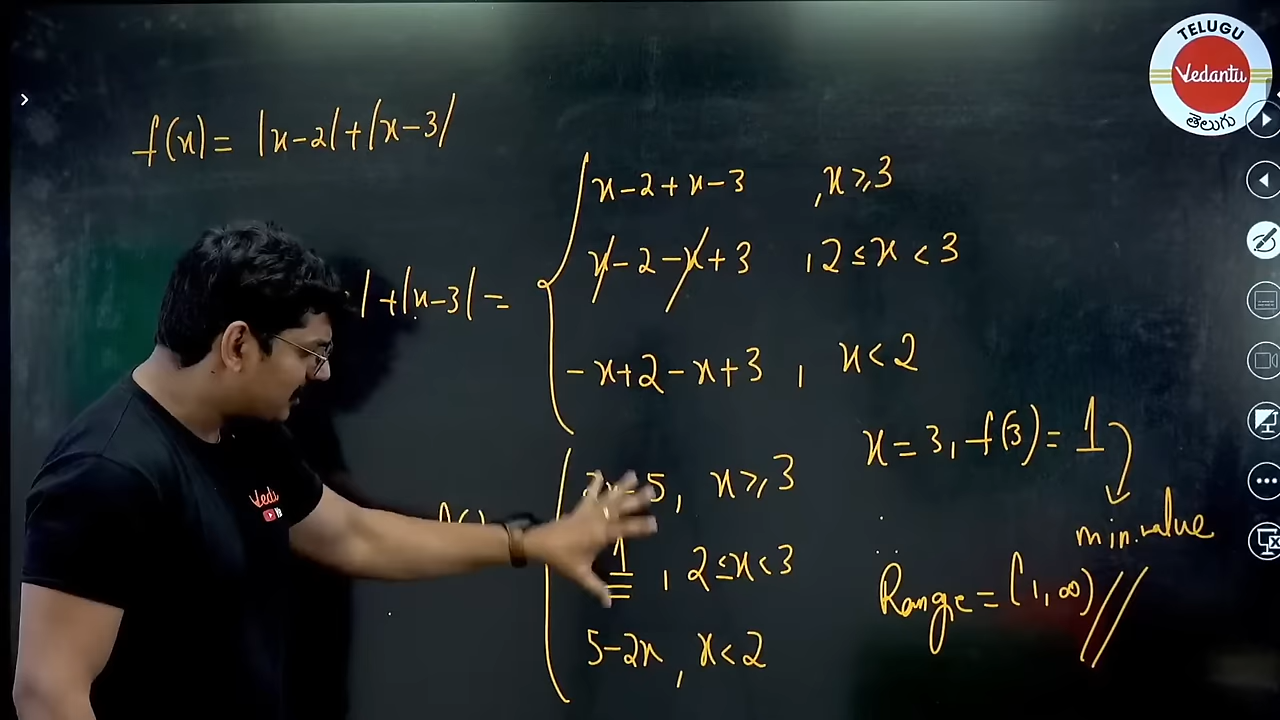 TELUGU
Vedantu
తెలుగు
f(x) = |x-2|+|x-3|
x-2+x-3 , x≥3
x-2-x+3 , 2≤x<3
|+|x-3| =
-x+2-x+3 , x<2
x=3, f(3)= 1
min.value
5, x≥3
1 , 2≤x<3
5-2x, x<2
∴ Range = [1,∞)//
Veda